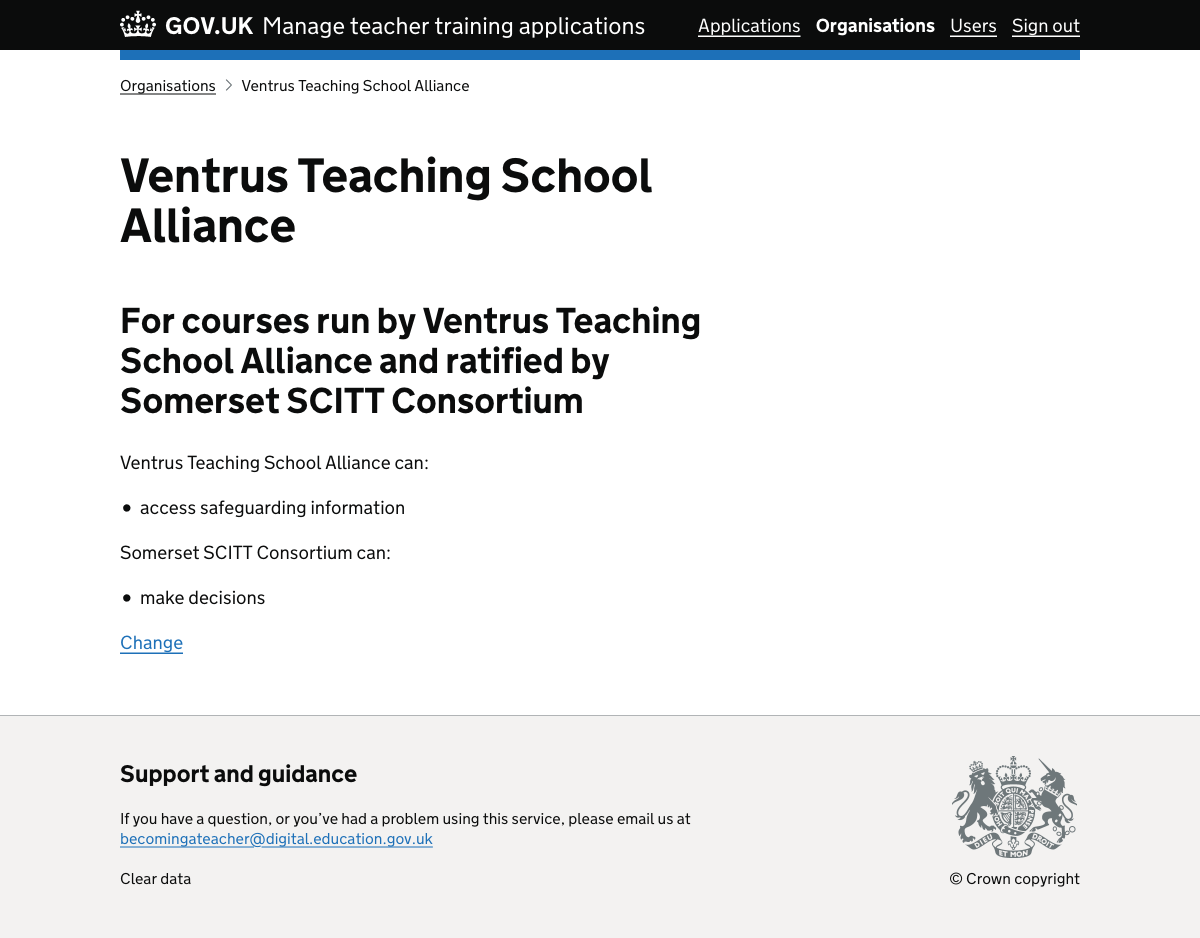 GOV.UK Manage teacher training applications Applications Organisations Users Sign out
Organisations Ventrus Teaching School Alliance
Ventrus Teaching School
Alliance
For courses run by Ventrus Teaching
School Alliance and ratified by
Somerset SCITT Consortium
Ventrus Teaching School Alliance can:
• access safeguarding information
Somerset SCITT Consortium can:
• make decisions
Change
Support and guidance
If you have a question, or you’ve had a problem using this service, please email us at
becomingateacher@digital.education.gov.uk
Clear data
DIEU ET MON DROIT
© Crown copyright